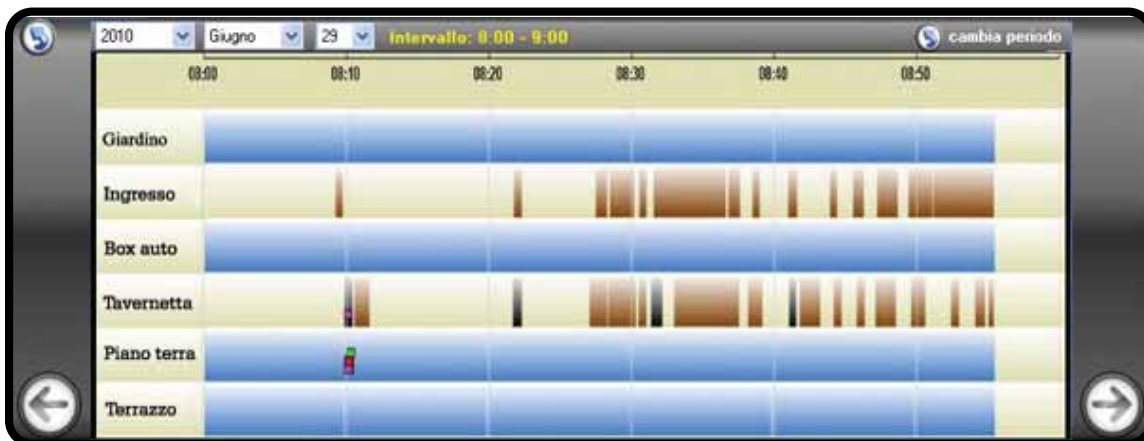 2010 Giugno 29 Intervallo: 8:00 - 9:00 cambia periodo
08:00 08:10 08:20 08:30 08:40 08:50
Giardino
Ingresso
Box auto
Tavernetta
Piano terra
Terrazzo